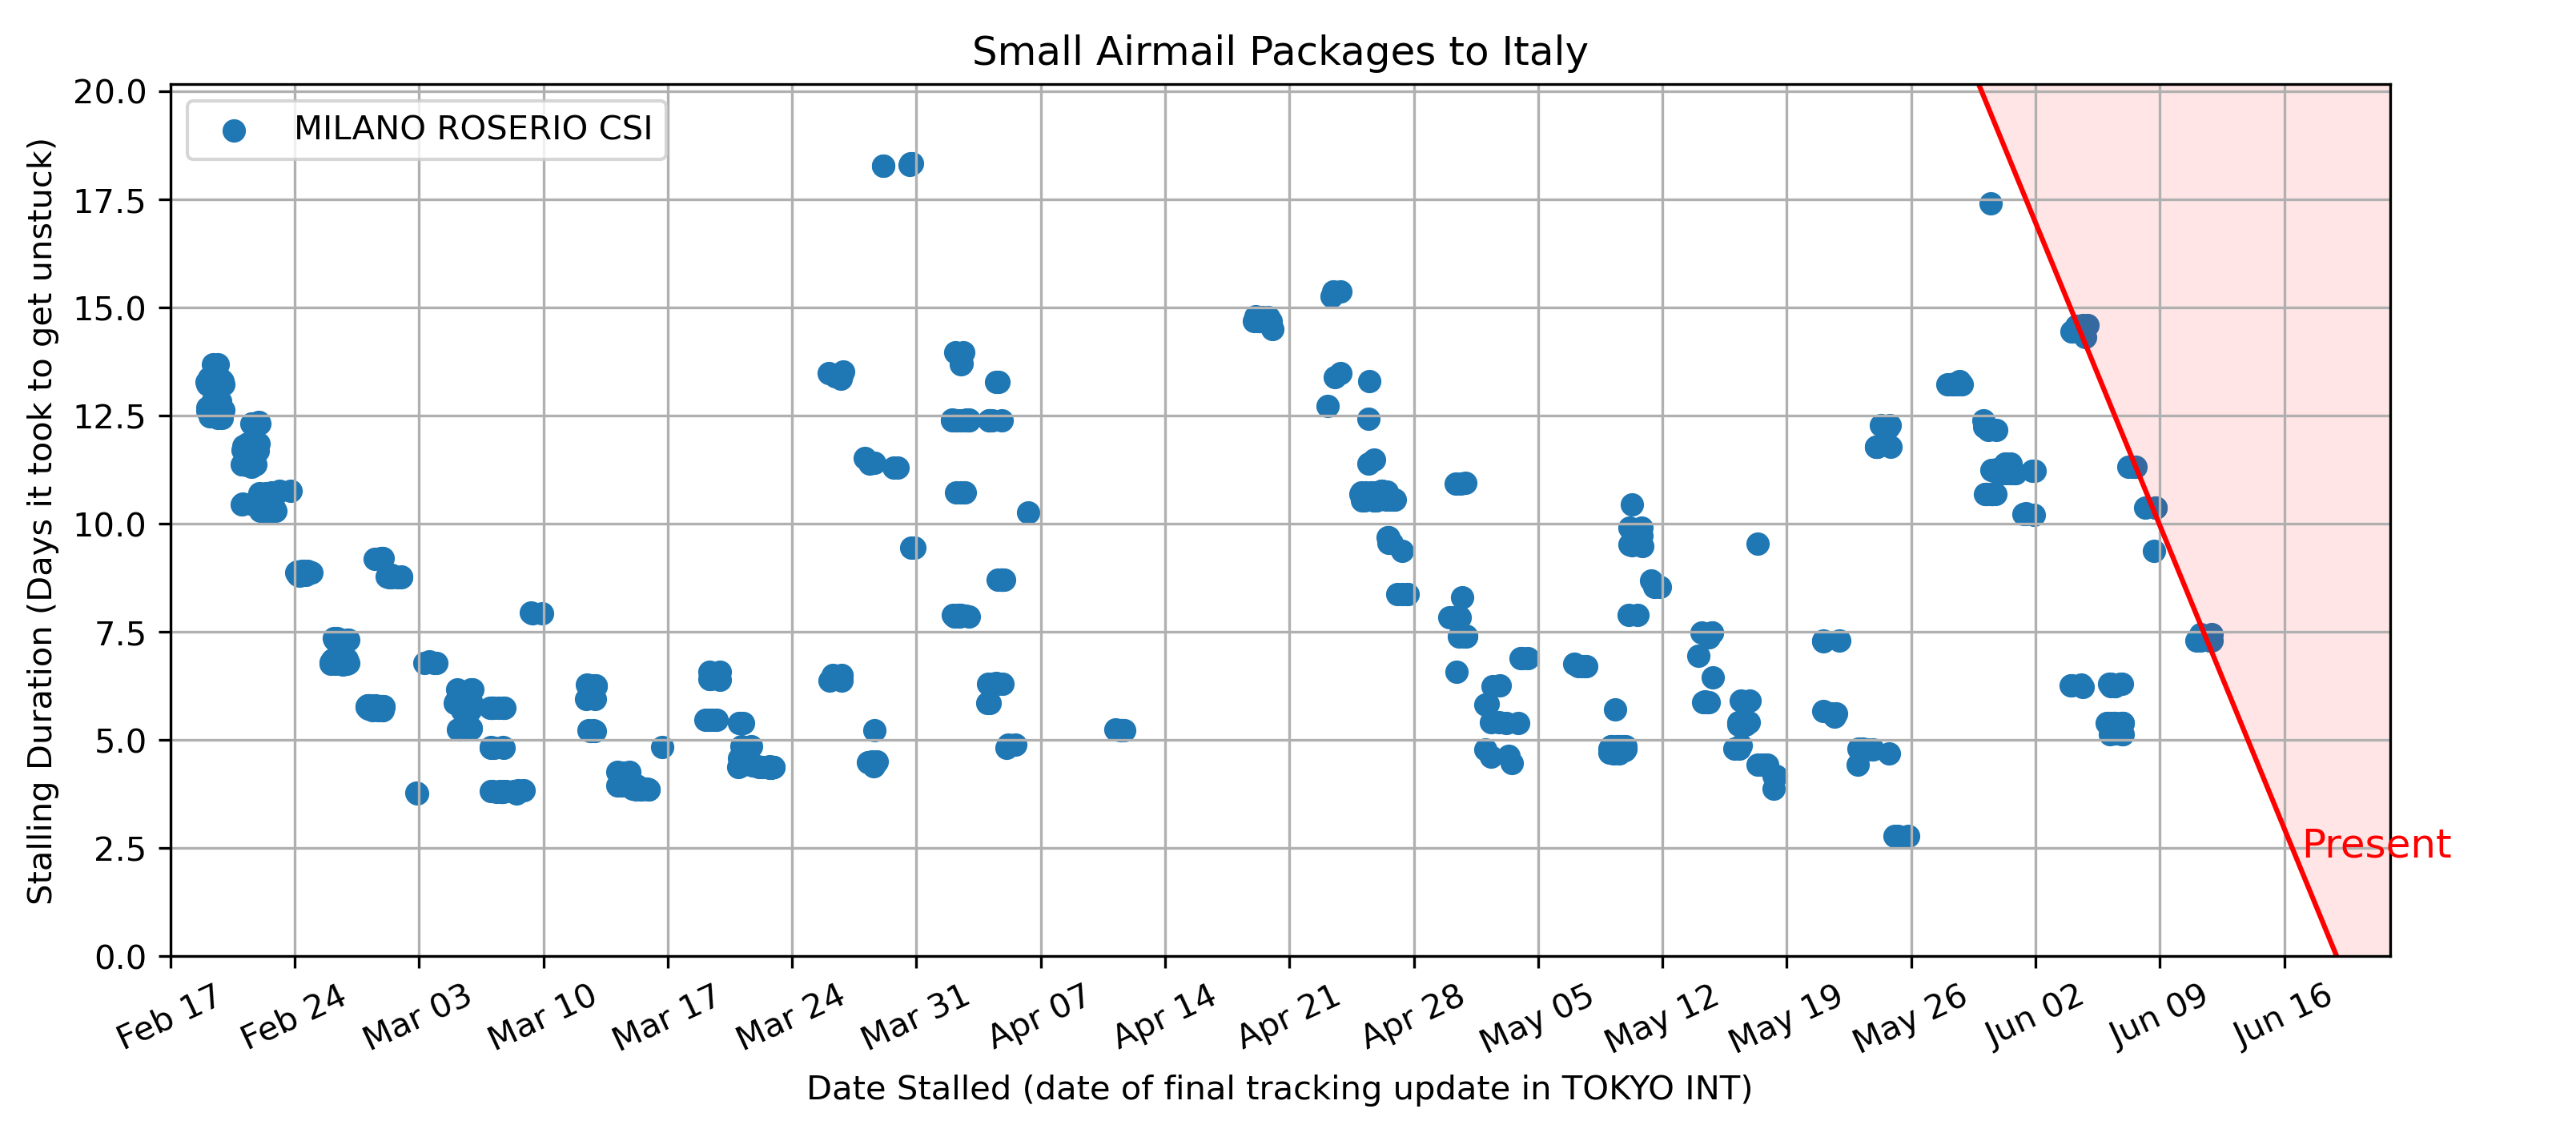 Small Airmail Packages to Italy
MILANO ROSERIO CSI
Stalling Duration (Days it took to get unstuck)
20.0
17.5
15.0
12.5
10.0
7.5
5.0
2.5
0.0
Present
Feb 17
Feb 24
Mar 03
Mar 10
Mar 17
Mar 24
Mar 31
Apr 07
Apr 14
Apr 21
Apr 28
May 05
May 12
May 19
May 26
Jun 02
Jun 09
Jun 16
Date Stalled (date of final tracking update in TOKYO INT)